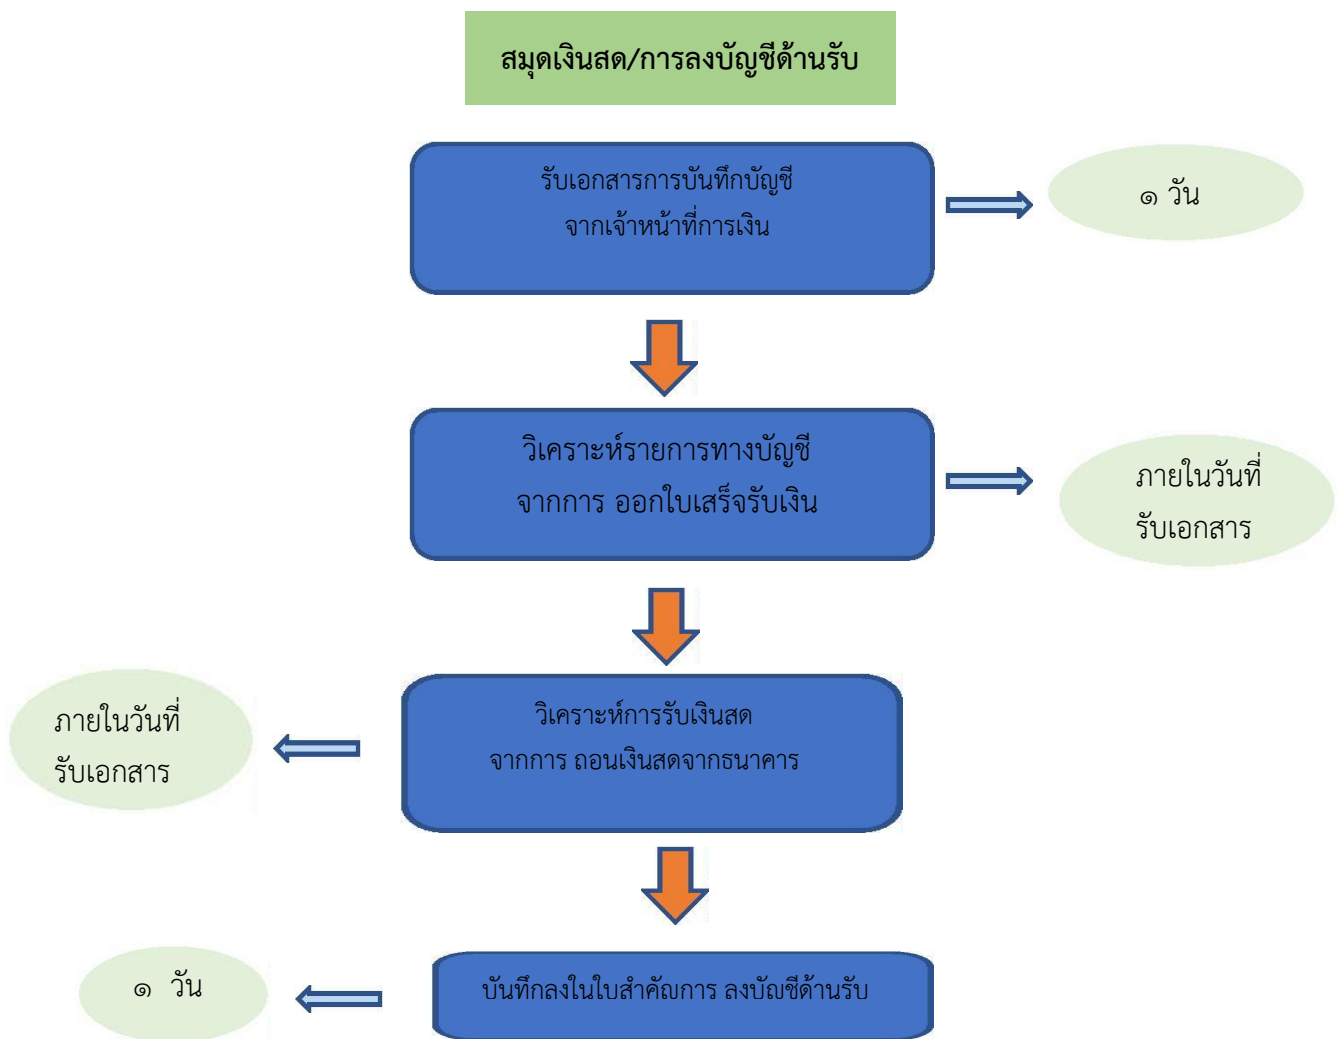 สมุดเงินสด/การลงบัญชีด้านรับ
รับเอกสารการบันทึกบัญชี
จากเจ้าหน้าที่การเงิน
๑ วัน
วิเคราะห์รายการทางบัญชี
จากการ ออกใบเสร็จรับเงิน
ภายในวันที่
รับเอกสาร
วิเคราะห์การรับเงินสด
จากการ ถอนเงินสดจากธนาคาร
ภายในวันที่
รับเอกสาร
บันทึกลงในใบสำคัญการ ลงบัญชีด้านรับ
๑ วัน